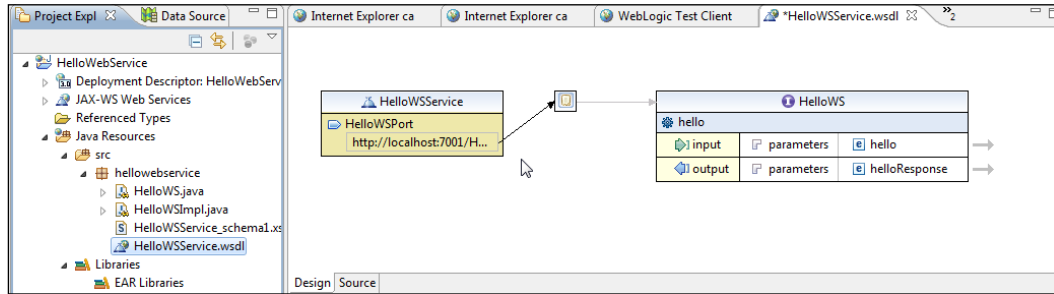 Project Expl
Data Source
Internet Explorer ca
Internet Explorer ca
WebLogic Test Client
*HelloWSService.wsdl
»2
HelloWebService
Deployment Descriptor: HelloWebServ
JAX-WS Web Services
Referenced Types
Java Resources
src
hellowebservice
HelloWS.java
HelloWSImpl.java
HelloWSService_schema1.xs
HelloWSService.wsdl
Libraries
EAR Libraries
HelloWSService
HelloWSPort
http://localhost:7001/H...
HelloWS
hello
input parameters hello
output parameters helloResponse
Design Source